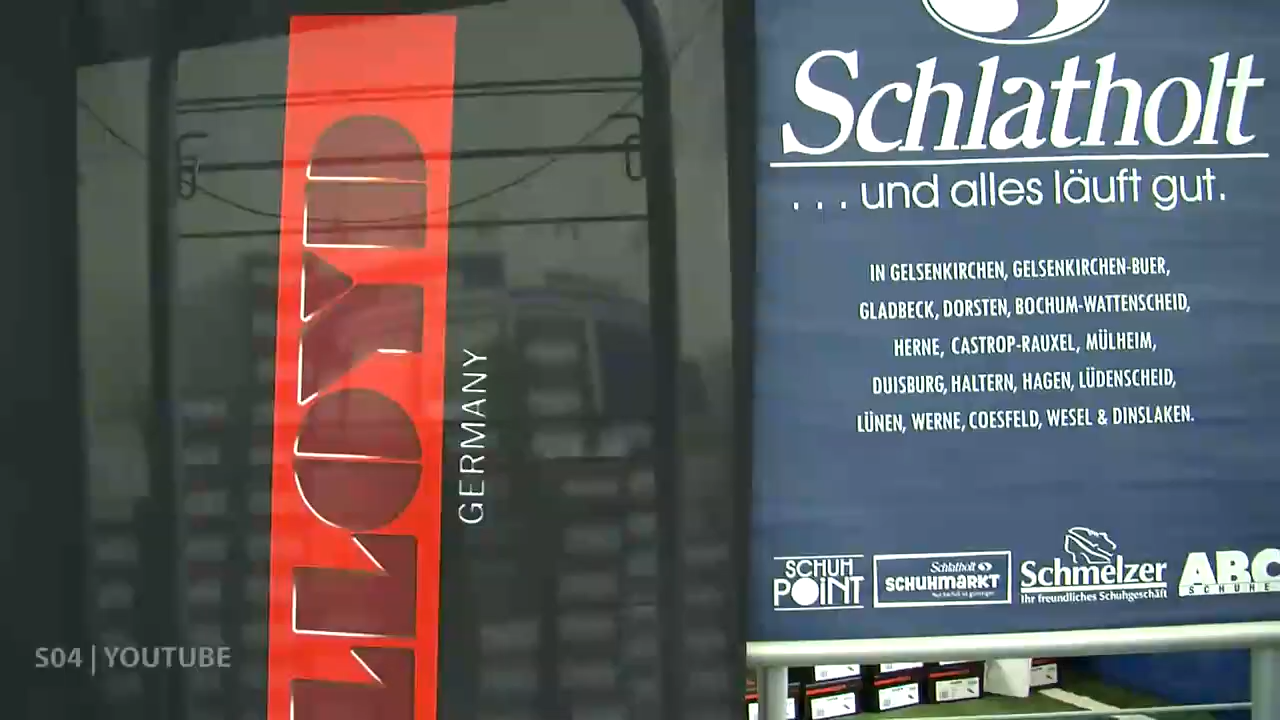 LLOYD
GERMANY
Schlatholt
. . . und alles läuft gut.
IN GELSENKIRCHEN, GELSENKIRCHEN-BUER,
GLADBECK, DORSTEN, BOCHUM-WATTENSCHEID,
HERNE, CASTROP-RAUXEL, MÜLHEIM,
DUISBURG, HALTERN, HAGEN, LÜDENSCHEID,
LÜNEN, WERNE, COESFELD, WESEL & DINSLAKEN.
SCHUH
POINT
Schlatholt
SCHUHMARKT
Schmelzer
Ihr freundliches Schuhgeschäft
ABC
SCHUHE
S04 | YOUTUBE